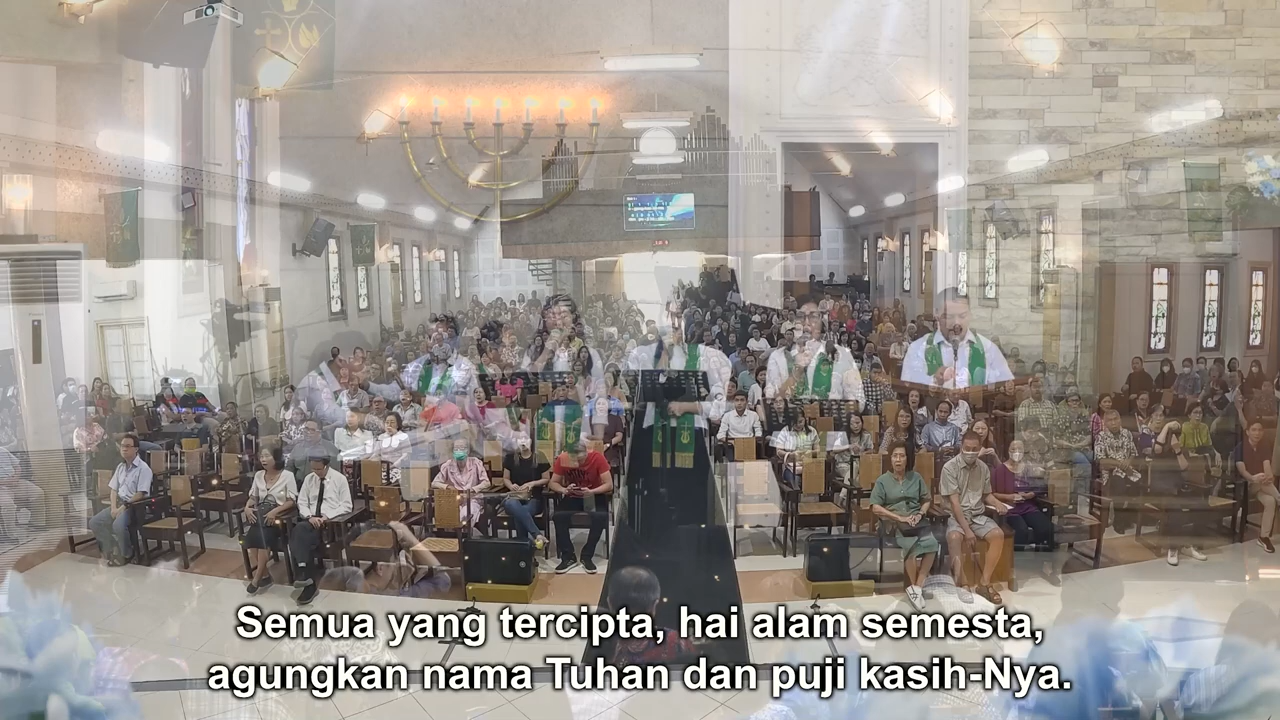 Semua yang tercipta, hai alam semesta,
agungkan nama Tuhan dan puji kasih-Nya.